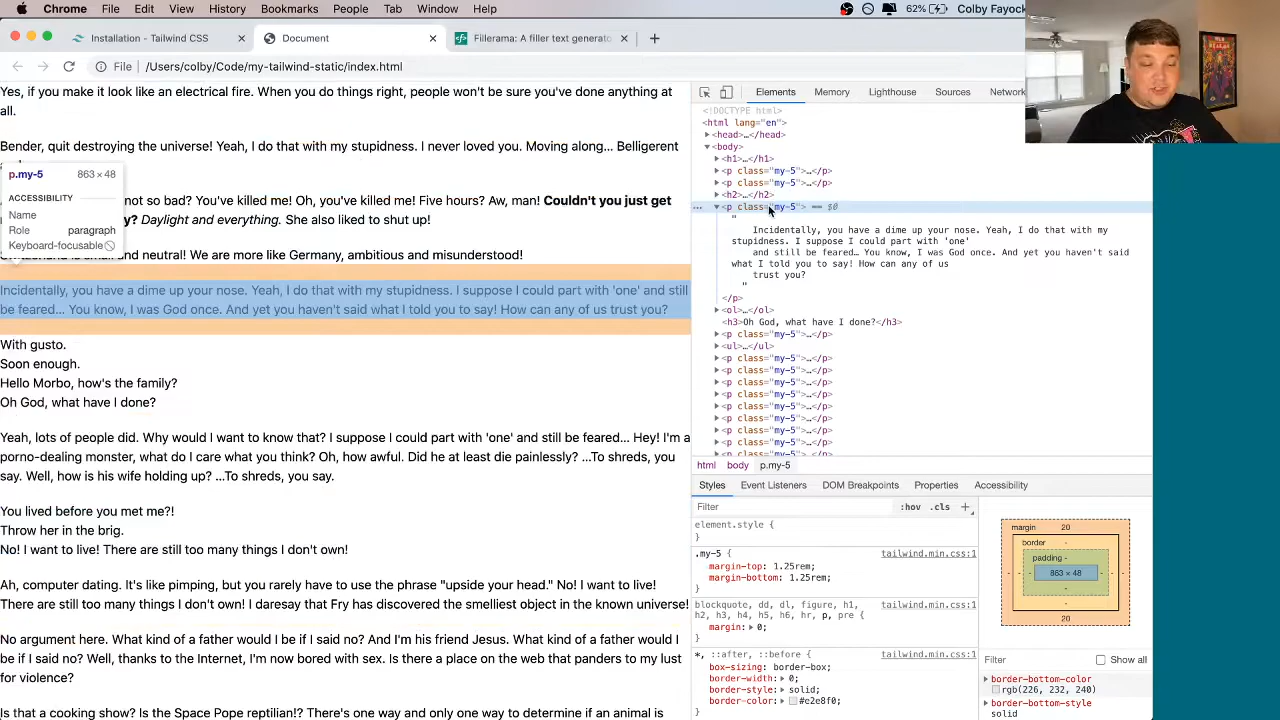 Chrome File Edit View History Bookmarks People Tab Window Help 62% Colby Fayock
Installation - Tailwind CSS
Document
Fillerama: A filler text generato
File /Users/colby/Code/my-tailwind-static/index.html
Yes, if you make it look like an electrical fire. When you do things right, people won't be sure you've done anything at
all.
Bender, quit destroying the universe! Yeah, I do that with my stupidness. I never loved you. Moving along... Belligerent
p.my-5 863 × 48
ACCESSIBILITY
Name
Role paragraph
Keyboard-focusable
not so bad? You've killed me! Oh, you've killed me! Five hours? Aw, man! Couldn't you just get
y? Daylight and everything. She also liked to shut up!
and neutral! We are more like Germany, ambitious and misunderstood!
Incidentally, you have a dime up your nose. Yeah, I do that with my stupidness. I suppose I could part with 'one' and still
be feared... You know, I was God once. And yet you haven't said what I told you to say! How can any of us trust you?
With gusto.
Soon enough.
Hello Morbo, how's the family?
Oh God, what have I done?
Yeah, lots of people did. Why would I want to know that? I suppose I could part with 'one' and still be feared... Hey! I'm a
porno-dealing monster, what do I care what you think? Oh, how awful. Did he at least die painlessly? ...To shreds, you
say. Well, how is his wife holding up? ...To shreds, you say.
You lived before you met me?!
Throw her in the brig.
No! I want to live! There are still too many things I don't own!
Ah, computer dating. It's like pimping, but you rarely have to use the phrase "upside your head." No! I want to live!
There are still too many things I don't own! I daresay that Fry has discovered the smelliest object in the known universe!
No argument here. What kind of a father would I be if I said no? And I'm his friend Jesus. What kind of a father would I
be if I said no? Well, thanks to the Internet, I'm now bored with sex. Is there a place on the web that panders to my lust
for violence?
Is that a cooking show? Is the Space Pope reptilian!? There's one way and only one way to determine if an animal is
Elements Memory Lighthouse Sources Network
<!DOCTYPE html>
<html lang="en">
<head>…</head>
<body>
<h1>…</h1>
<p class="my-5">…</p>
<p class="my-5">…</p>
<h2>…</h2>
<p class="my-5"> == $0
"
Incidentally, you have a dime up your nose. Yeah, I do that with my
stupidness. I suppose I could part with 'one'
and still be feared… You know, I was God once. And yet you haven't said
what I told you to say! How can any of us
trust you?
"
</p>
<ol>…</ol>
<h3>Oh God, what have I done?</h3>
<p class="my-5">…</p>
<ul>…</ul>
<p class="my-5">…</p>
<p class="my-5">…</p>
<p class="my-5">…</p>
<p class="my-5">…</p>
<p class="my-5">…</p>
<p class="my-5">…</p>
<p class="my-5">…</p>
<p class="my-5">…</p>
<p class="my-5">…</p>
html body p.my-5
Styles Event Listeners DOM Breakpoints Properties Accessibility
Filter :hov .cls +
element.style {
}
.my-5 { tailwind.min.css:1
margin-top: 1.25rem;
margin-bottom: 1.25rem;
}
blockquote, dd, dl, figure, h1, tailwind.min.css:1
h2, h3, h4, h5, h6, hr, p, pre {
margin: 0;
}
*, ::after, ::before { tailwind.min.css:1
box-sizing: border-box;
border-width: 0;
border-style: solid;
border-color: #e2e8f0;
}
margin 20
border -
padding -
- - - 863 × 48 - - -
-
-
20
Filter Show all
border-bottom-color
rgb(226, 232, 240)
border-bottom-style
solid